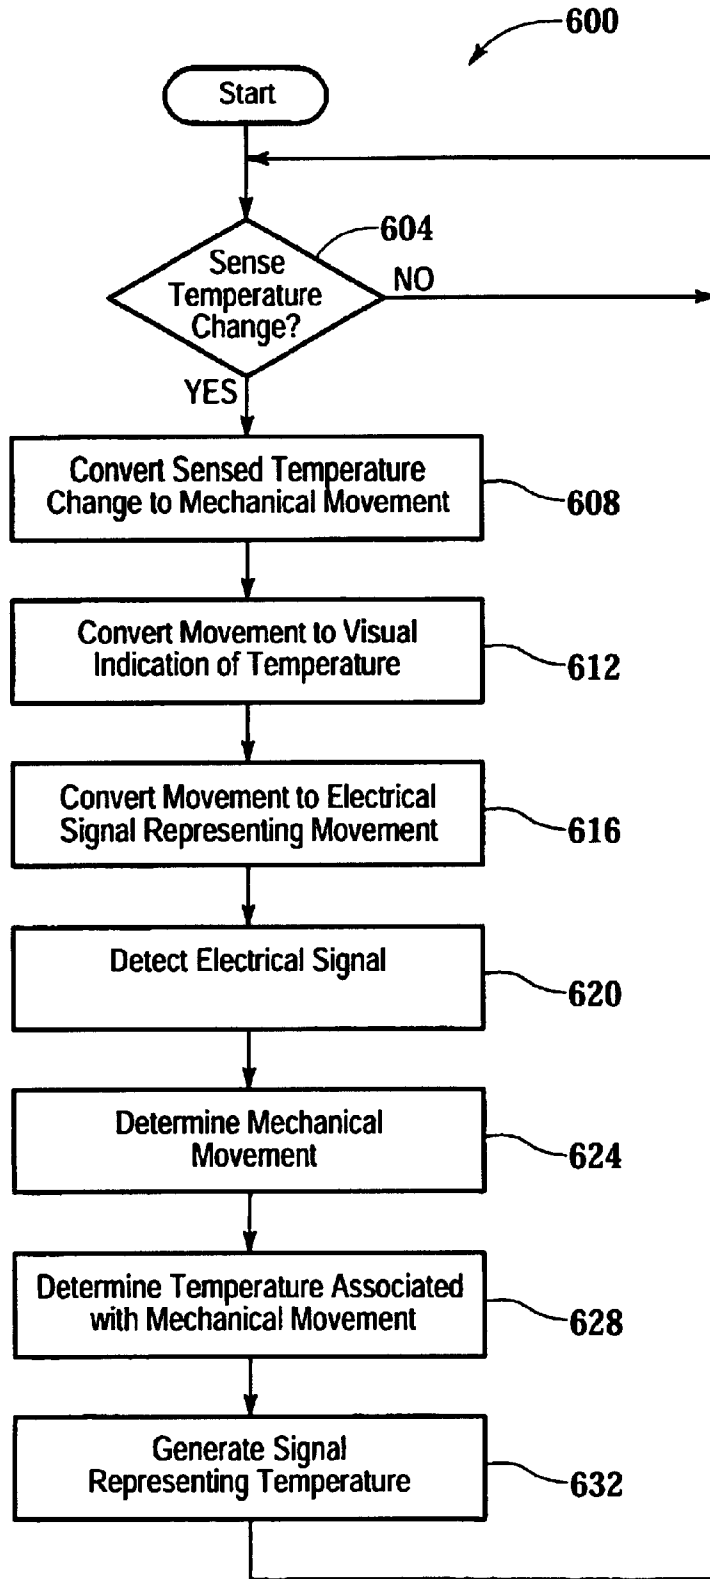 600
Start
604
Sense
Temperature
Change?
NO
YES
Convert Sensed Temperature
Change to Mechanical Movement
608
Convert Movement to Visual
Indication of Temperature
612
Convert Movement to Electrical
Signal Representing Movement
616
Detect Electrical Signal
620
Determine Mechanical
Movement
624
Determine Temperature Associated
with Mechanical Movement
628
Generate Signal
Representing Temperature
632